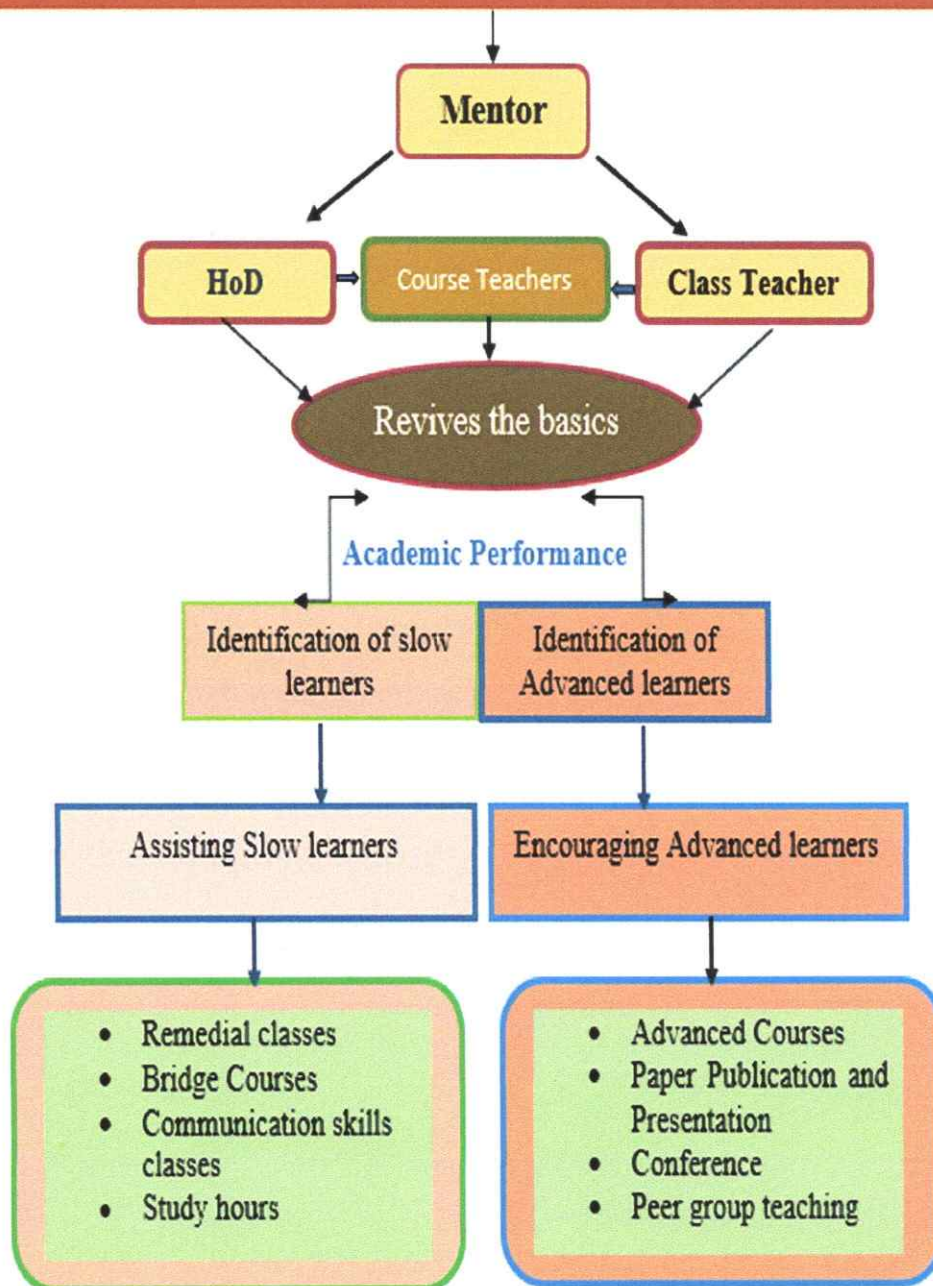 Mentor
HoD
Course Teachers
Class Teacher
Revives the basics
Academic Performance
Identification of slow
learners
Identification of
Advanced learners
Assisting Slow learners
Encouraging Advanced learners
• Remedial classes
• Bridge Courses
• Communication skills
classes
• Study hours
• Advanced Courses
• Paper Publication and
Presentation
• Conference
• Peer group teaching